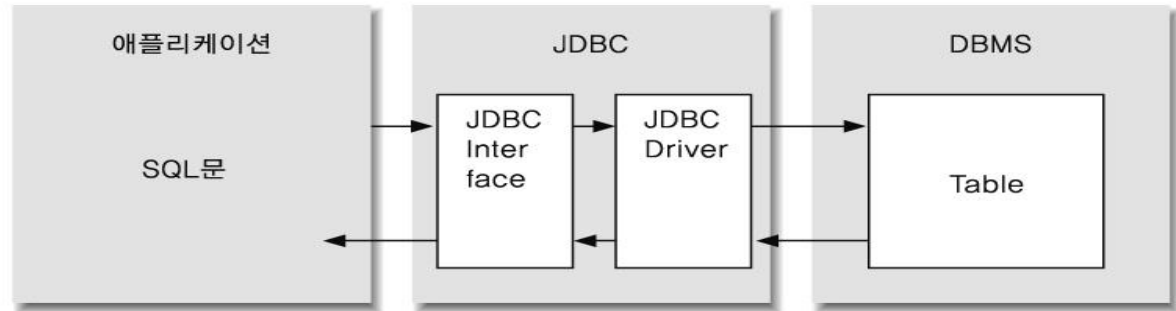 애플리케이션
SQL문
JDBC
JDBC
Inter
face
JDBC
Driver
DBMS
Table